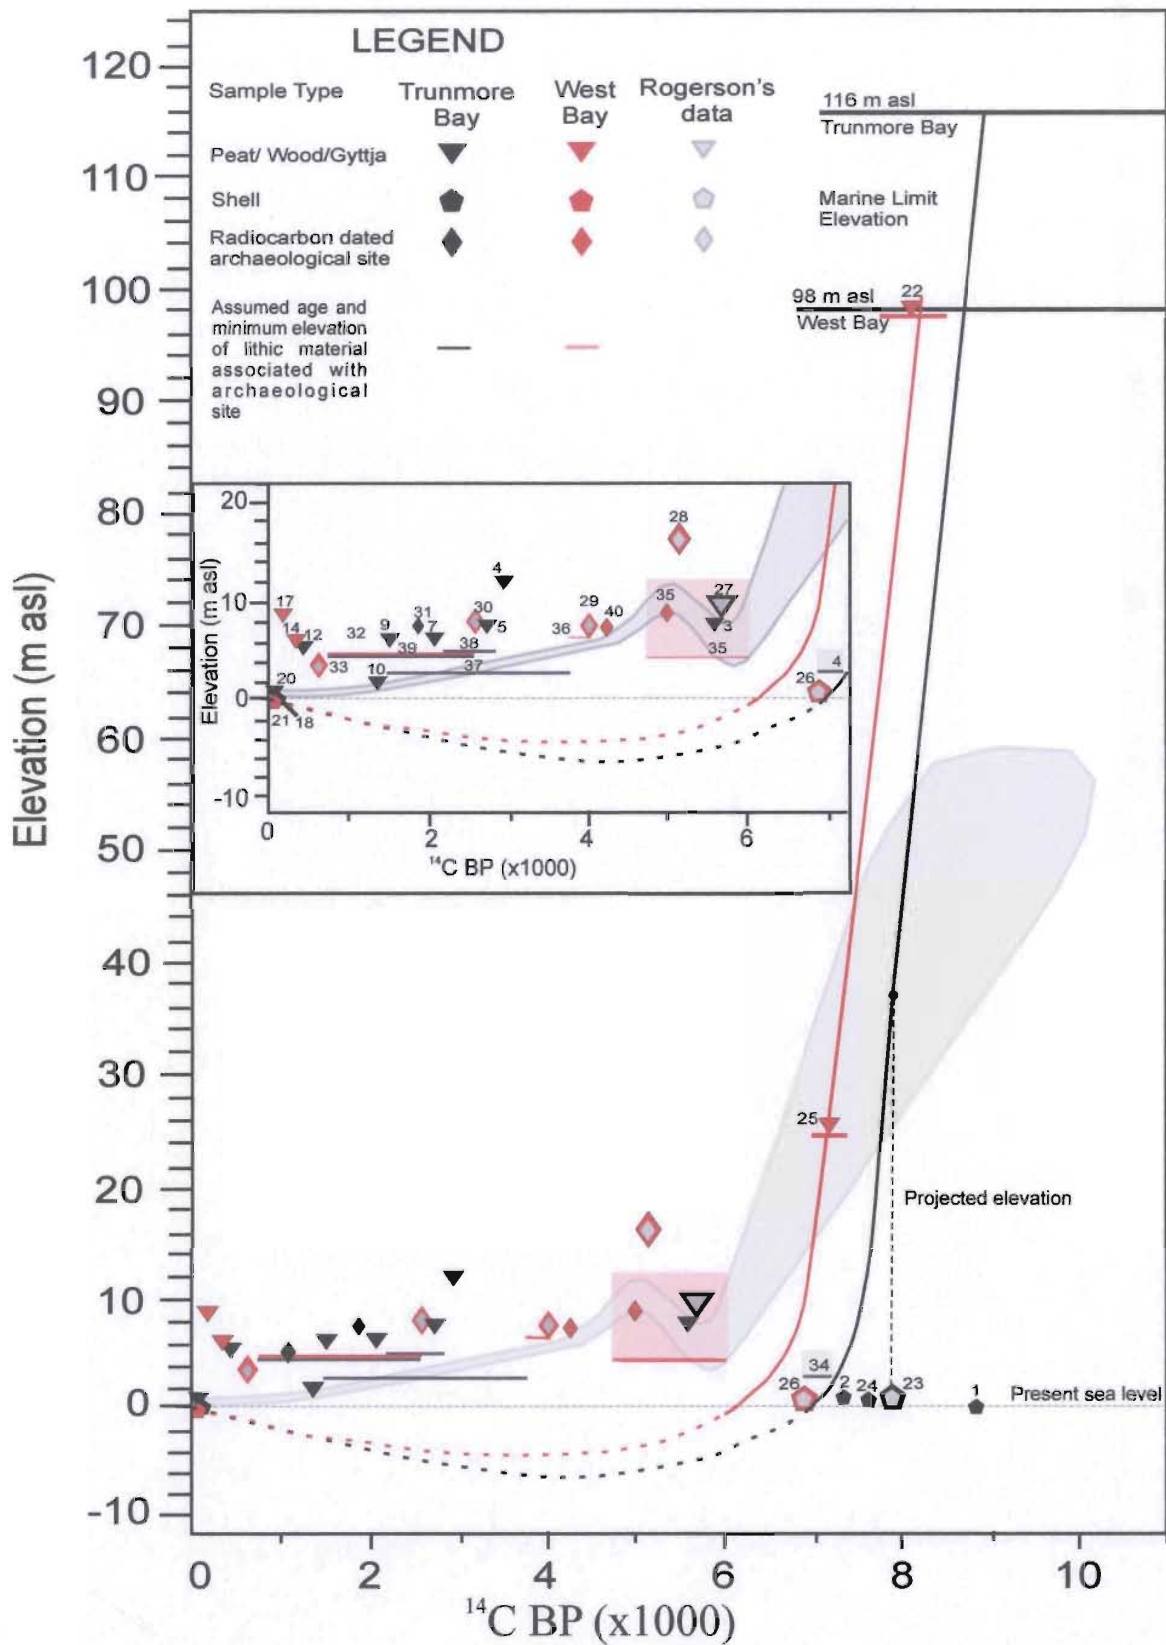 LEGEND
Sample Type
Trunmore
Bay
West
Bay
Rogerson's
data
Peat/ Wood/Gyttja
Shell
Radiocarbon dated
archaeological site
Assumed age and
minimum elevation
of lithic material
associated with
archaeological
site
116 m asl
Trunmore Bay
Marine Limit
Elevation
98 m asl
22
West Bay
Elevation (m asl)
120
110
100
90
80
70
60
50
40
30
20
10
0
-10
Elevation (m asl)
20
10
0
-10
28
4
27
17
14
12
9
31
7
30
5
29
40
35
3
32
39
38
36
35
33
10
37
20
21
18
26
4
0
2
4
6
¹⁴C BP (x1000)
25
Projected elevation
34
26
2
24
23
1
Present sea level
0
2
4
6
8
10
¹⁴C BP (x1000)